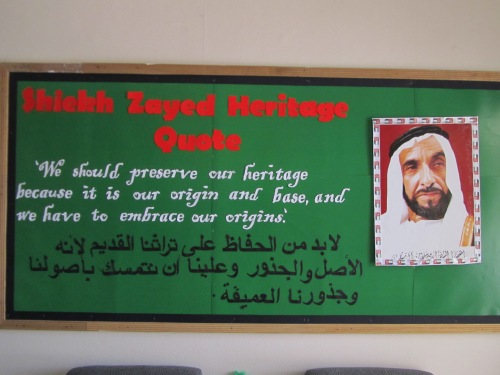 Shiekh Zayed Heritage
Quote
'We should preserve our heritage
because it is our origin and base, and
we have to embrace our origins.'
لابد من الحفاظ على تراثنا القديم لانه
الأصل والجذور وعلينا ان نتمسك بأصولنا
وجذورنا العميقة .